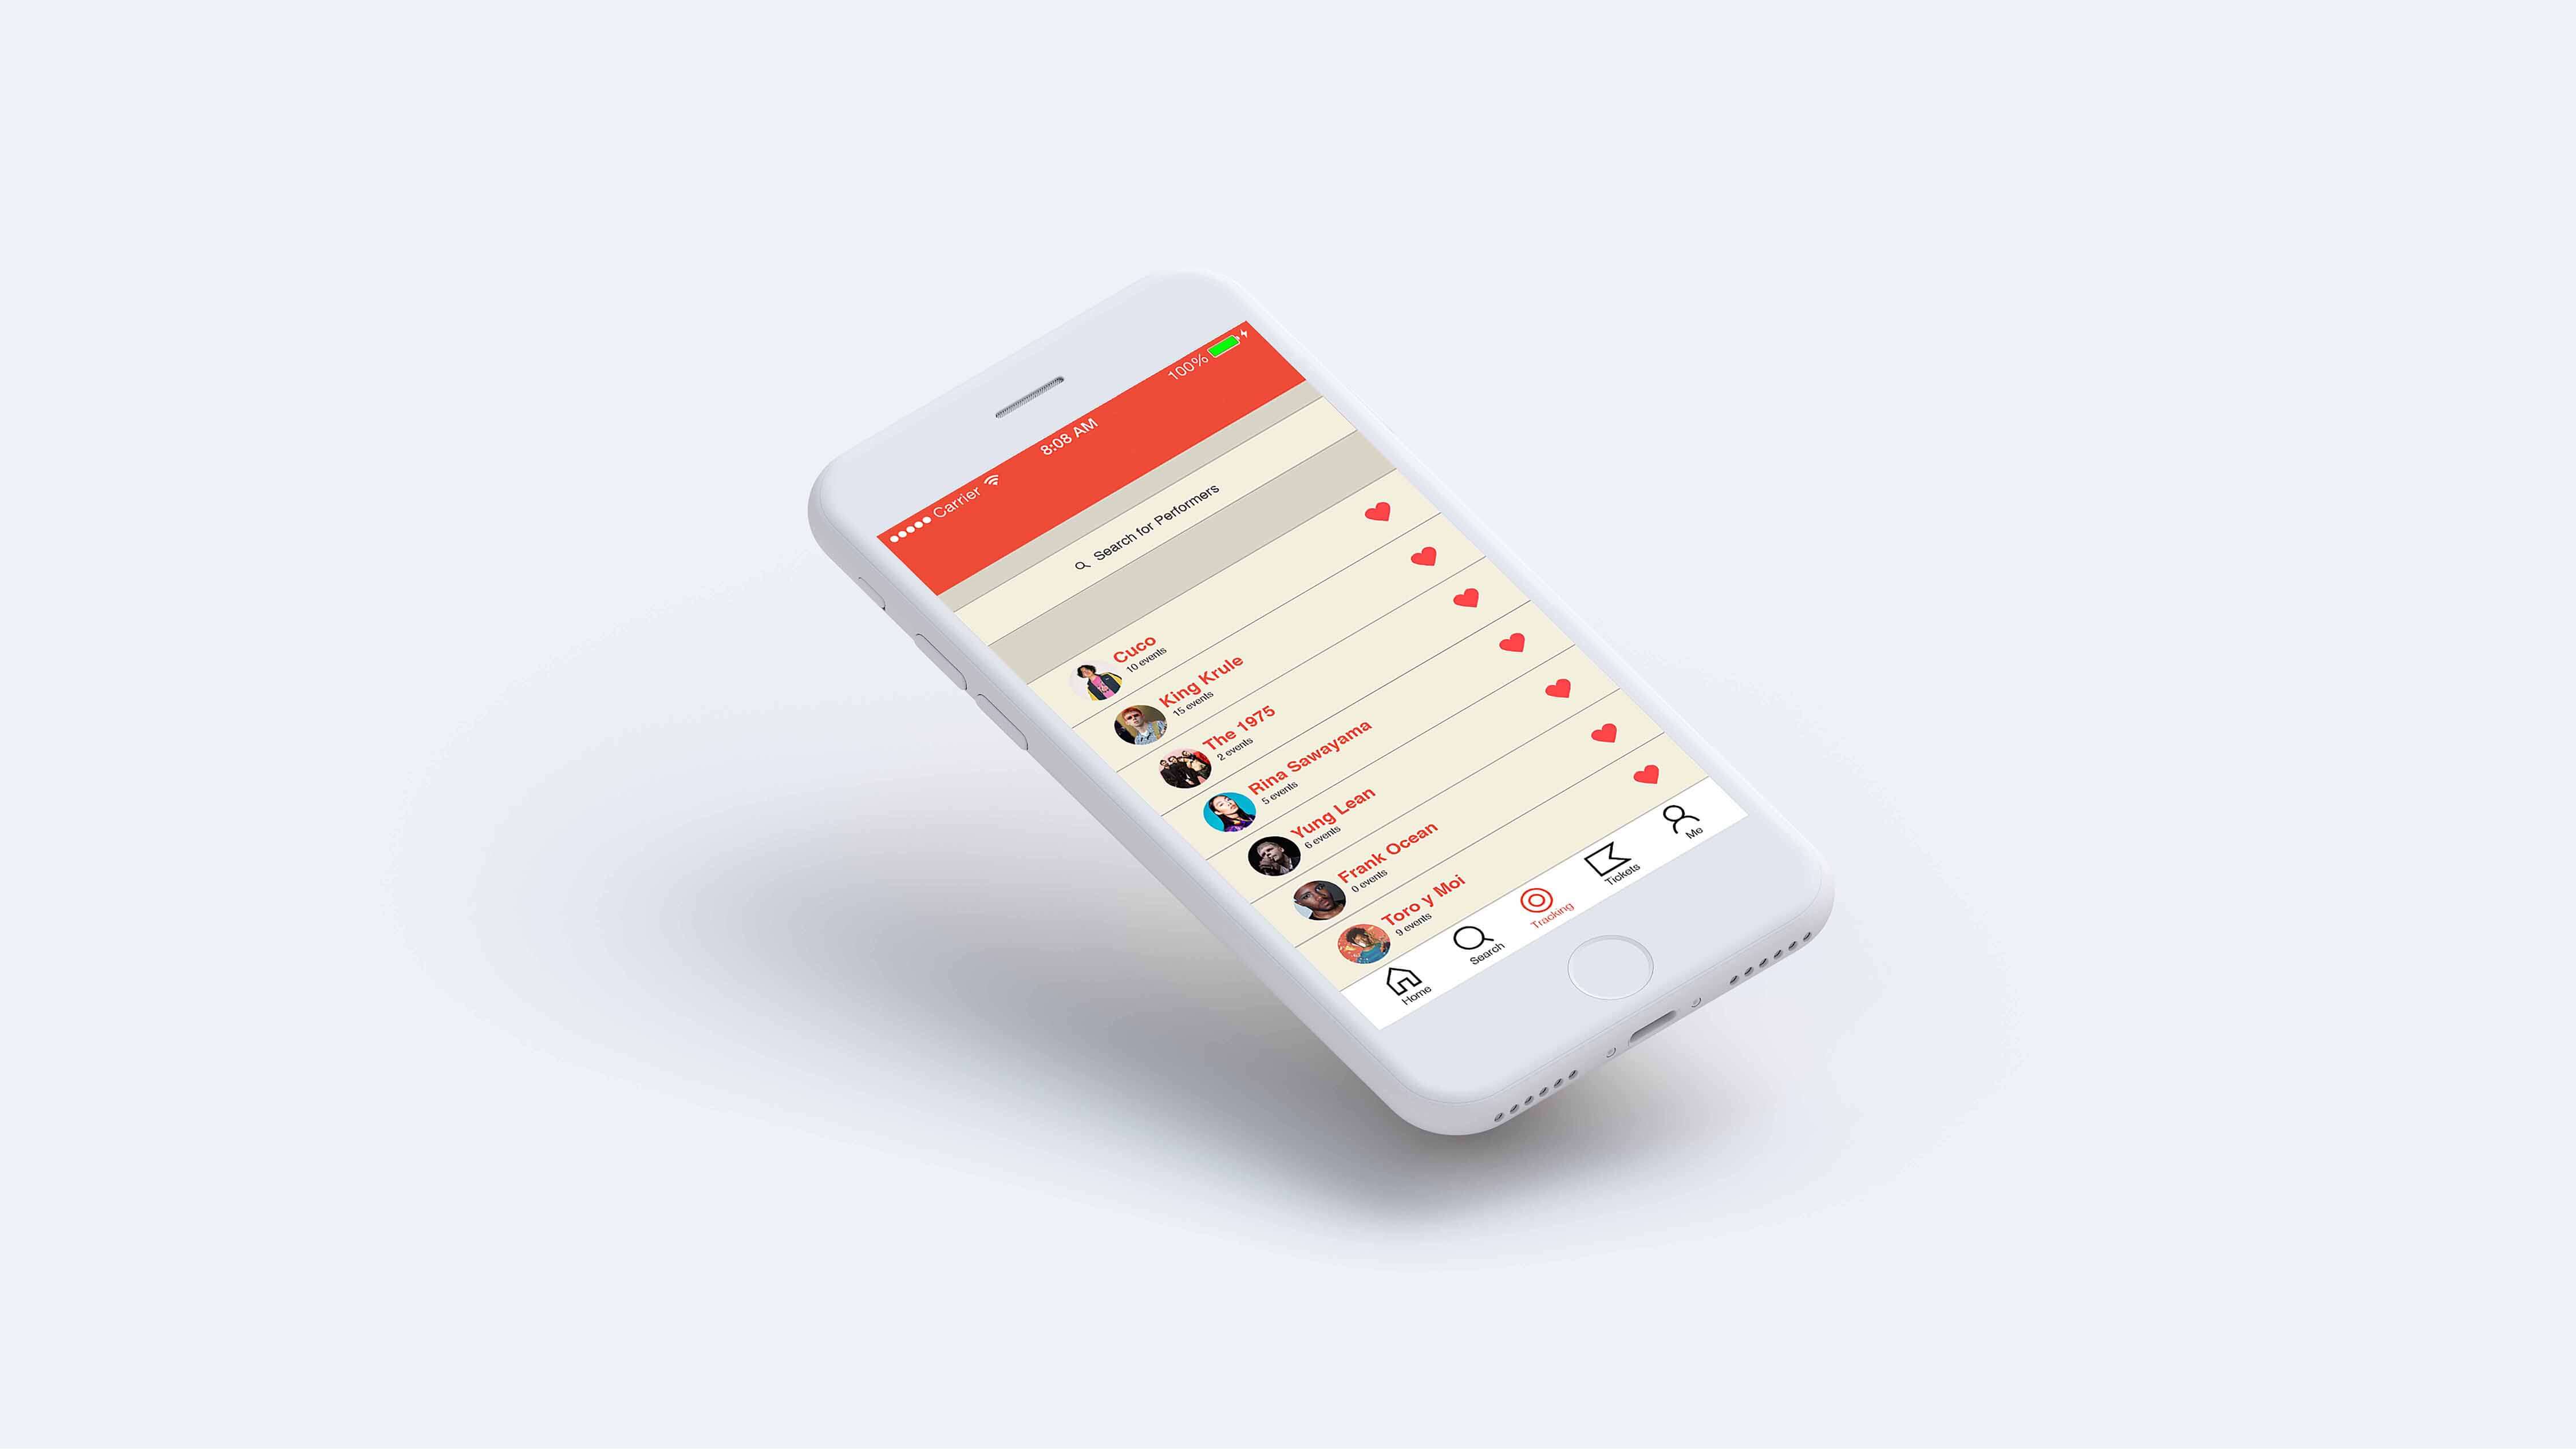 Carrier
8:08 AM
100%
Search for Performers
Cuco
10 events
King Krule
15 events
The 1975
2 events
Rina Sawayama
5 events
Yung Lean
6 events
Frank Ocean
0 events
Toro y Moi
9 events
Home
Search
Tracking
Tickets
Me